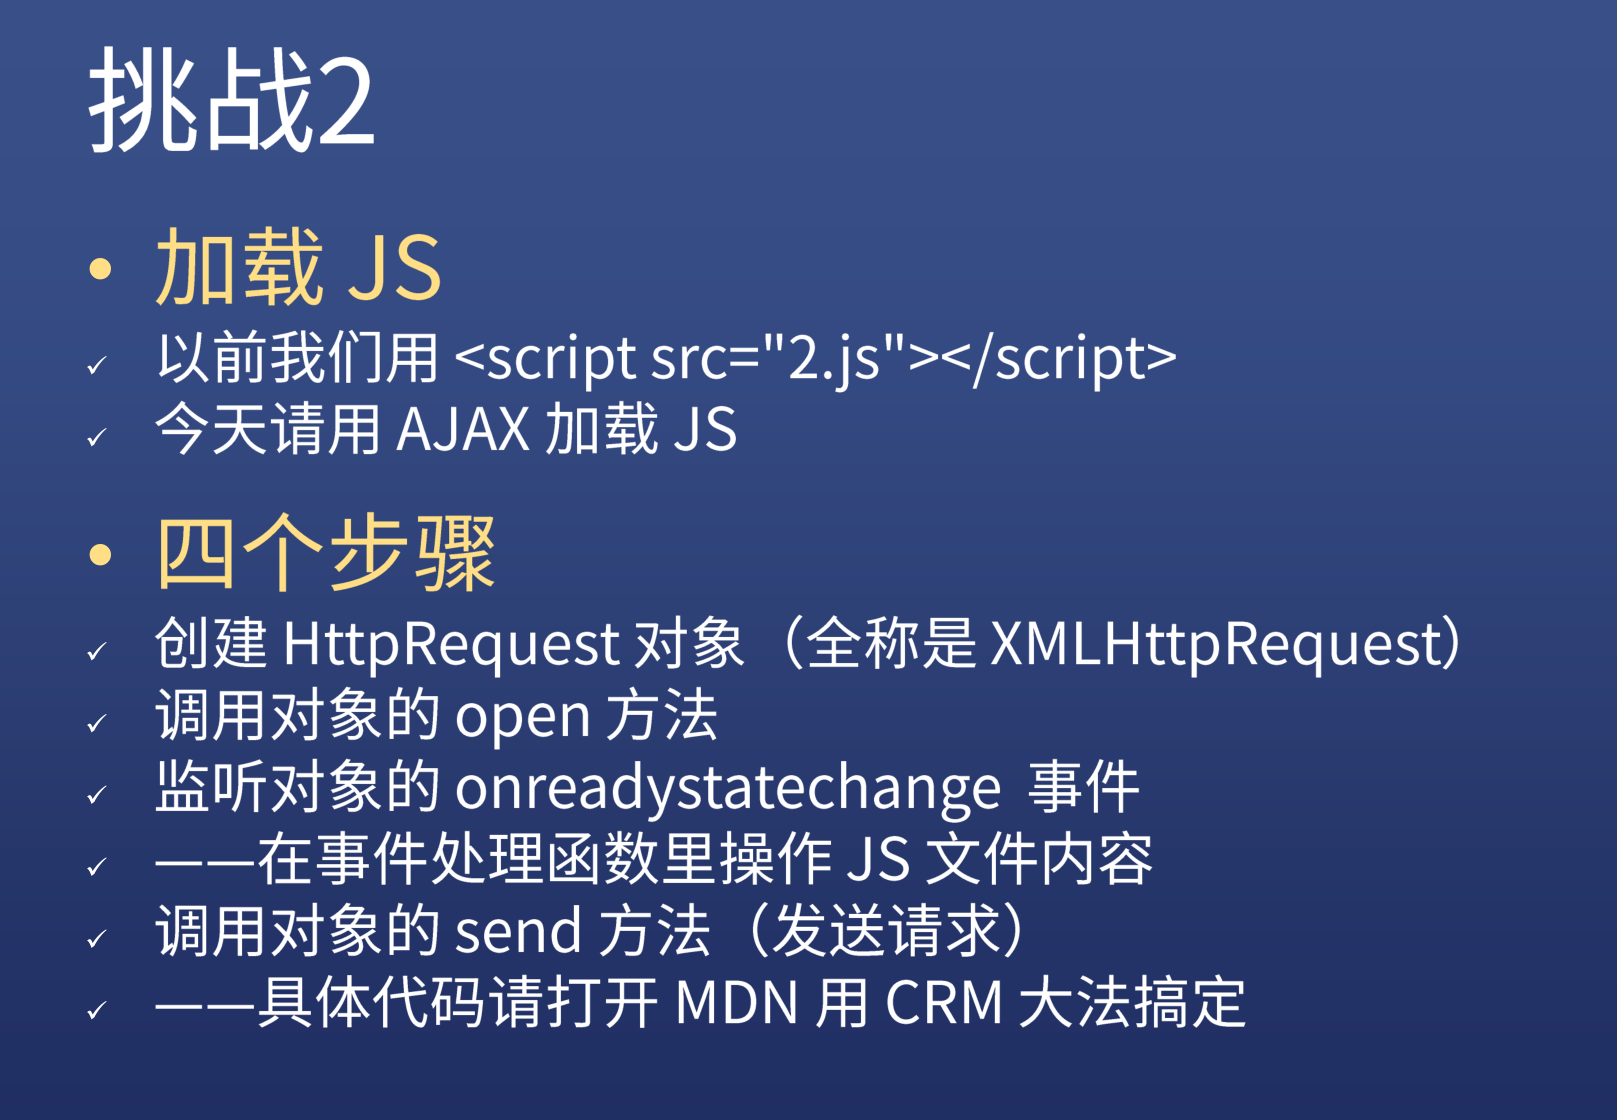 挑战2
• 加载 JS
✓ 以前我们用 <script src="2.js"></script>
✓ 今天请用 AJAX 加载 JS
• 四个步骤
✓ 创建 HttpRequest 对象（全称是 XMLHttpRequest）
✓ 调用对象的 open 方法
✓ 监听对象的 onreadystatechange 事件
✓ ——在事件处理函数里操作 JS 文件内容
✓ 调用对象的 send 方法（发送请求）
✓ ——具体代码请打开 MDN 用 CRM 大法搞定